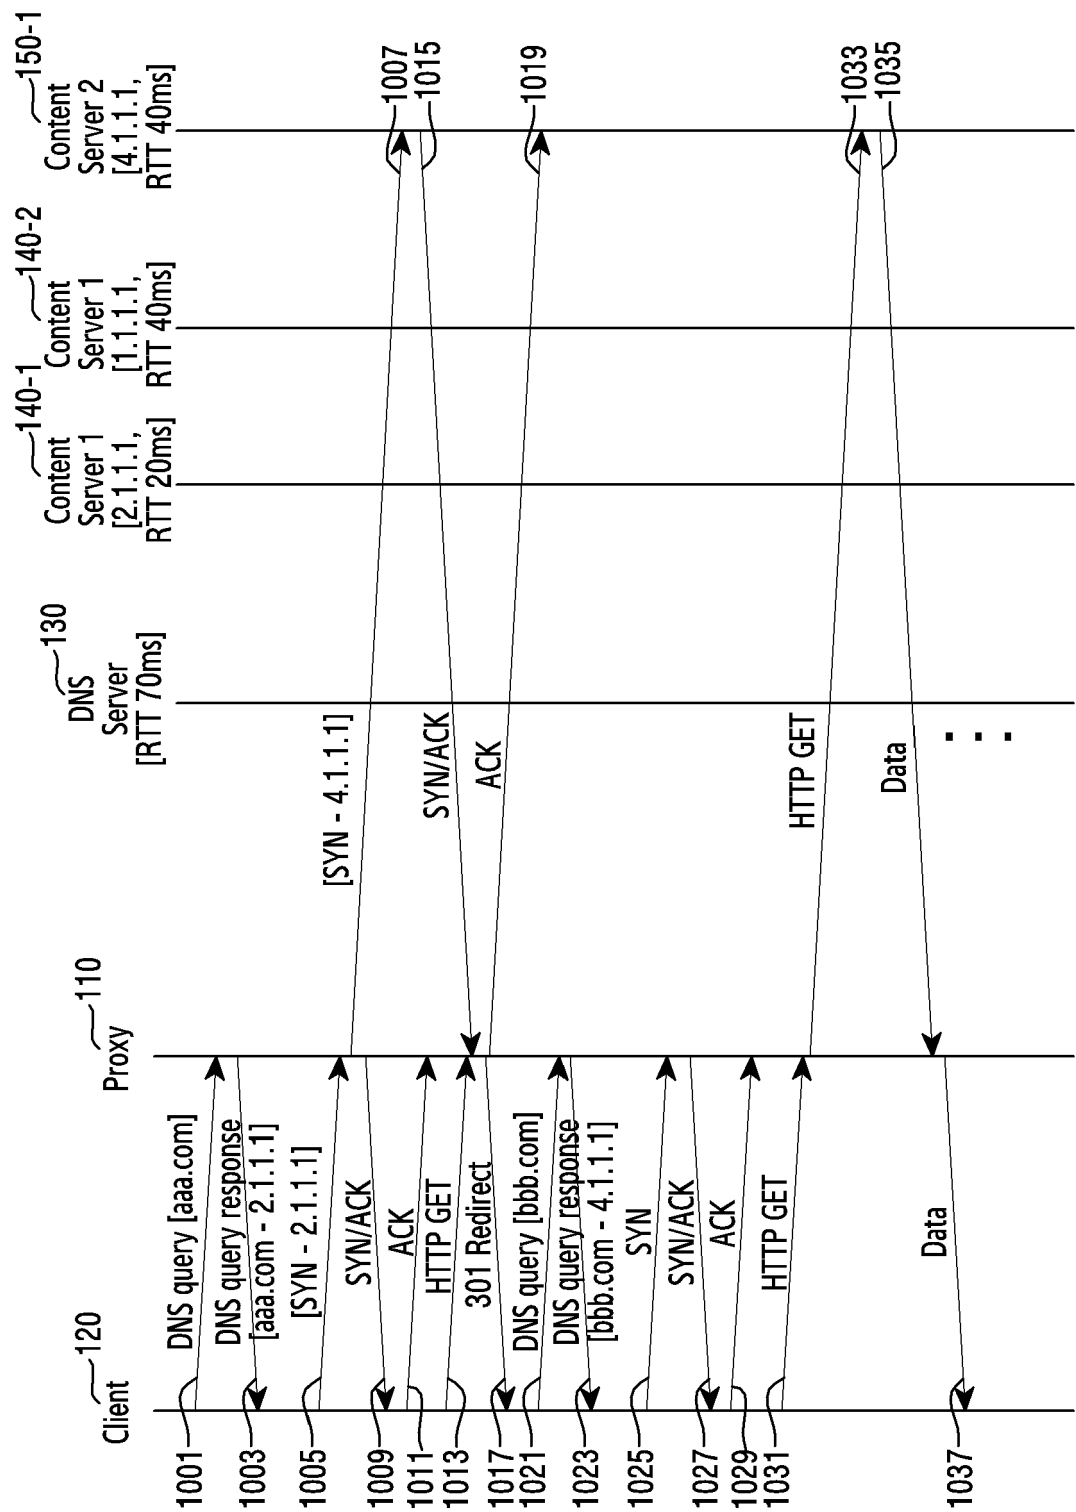 Client
120
Proxy
110
DNS
Server
[RTT 70ms]
130
Content
Server 1
[2.1.1.1,
RTT 20ms]
140-1
Content
Server 1
[1.1.1.1,
RTT 40ms]
140-2
Content
Server 2
[4.1.1.1,
RTT 40ms]
150-1
1001
DNS query [aaa.com]
1003
DNS query response
[aaa.com - 2.1.1.1]
1005
[SYN - 2.1.1.1]
[SYN - 4.1.1.1]
1007
1009
SYN/ACK
1011
ACK
1013
HTTP GET
SYN/ACK
1015
1017
301 Redirect
ACK
1019
1021
DNS query [bbb.com]
1023
DNS query response
[bbb.com - 4.1.1.1]
1025
SYN
1027
SYN/ACK
1029
ACK
1031
HTTP GET
HTTP GET
1033
Data
1035
1037
Data